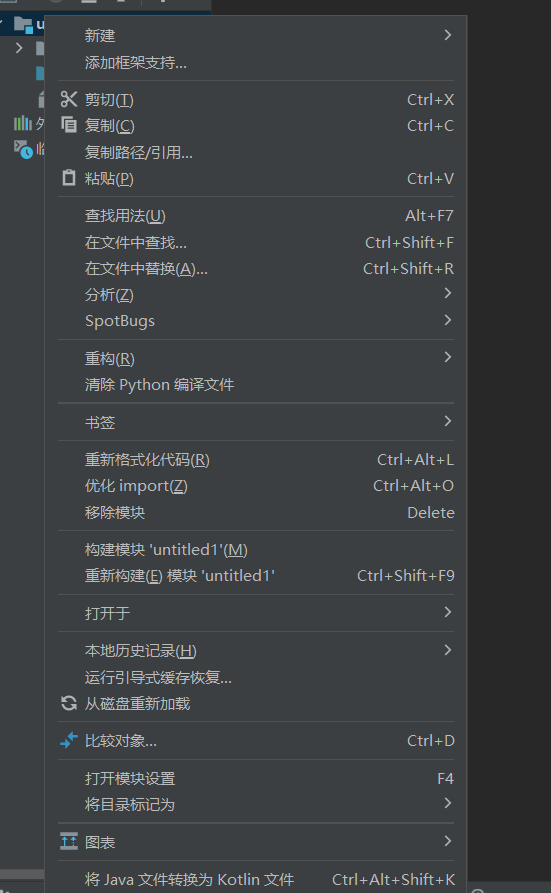 u
新建
添加框架支持...
剪切(T) Ctrl+X
复制(C) Ctrl+C
复制路径/引用...
粘贴(P) Ctrl+V
查找用法(U) Alt+F7
在文件中查找... Ctrl+Shift+F
在文件中替换(A)... Ctrl+Shift+R
分析(Z)
SpotBugs
重构(R)
清除 Python 编译文件
书签
重新格式化代码(R) Ctrl+Alt+L
优化 import(Z) Ctrl+Alt+O
移除模块 Delete
构建模块 'untitled1'(M)
重新构建(E) 模块 'untitled1' Ctrl+Shift+F9
打开于
本地历史记录(H)
运行引导式缓存恢复...
从磁盘重新加载
比较对象... Ctrl+D
打开模块设置 F4
将目录标记为
图表
将 Java 文件转换为 Kotlin 文件 Ctrl+Alt+Shift+K